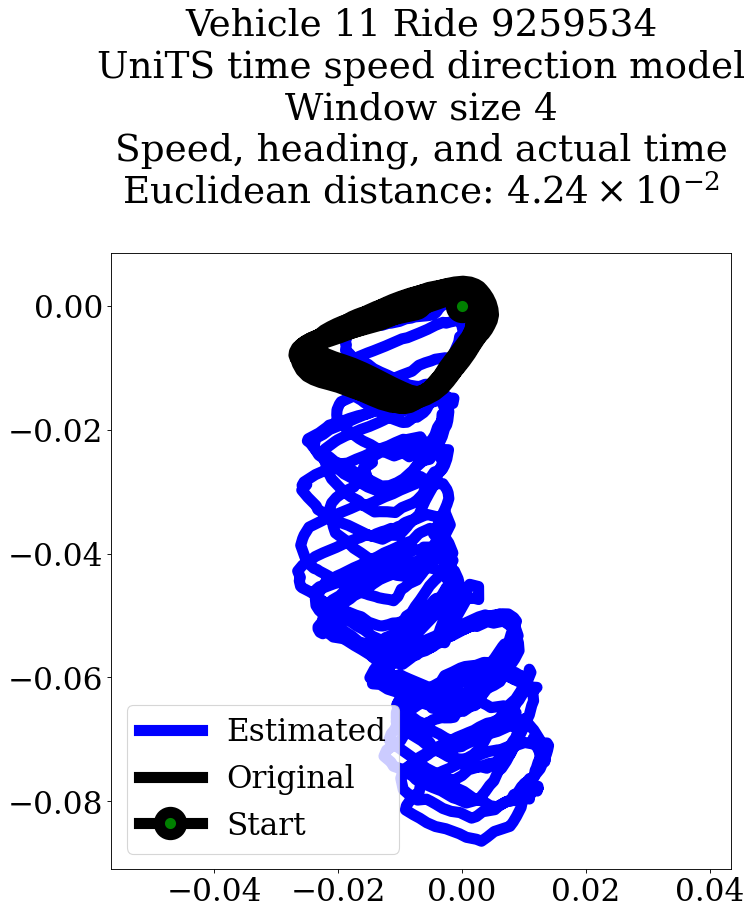 Vehicle 11 Ride 9259534
UniTS time speed direction model
Window size 4
Speed, heading, and actual time
Euclidean distance: 4.24 × 10⁻²
0.00
−0.02
−0.04
−0.06
−0.08
Estimated
Original
Start
−0.04 −0.02 0.00 0.02 0.04